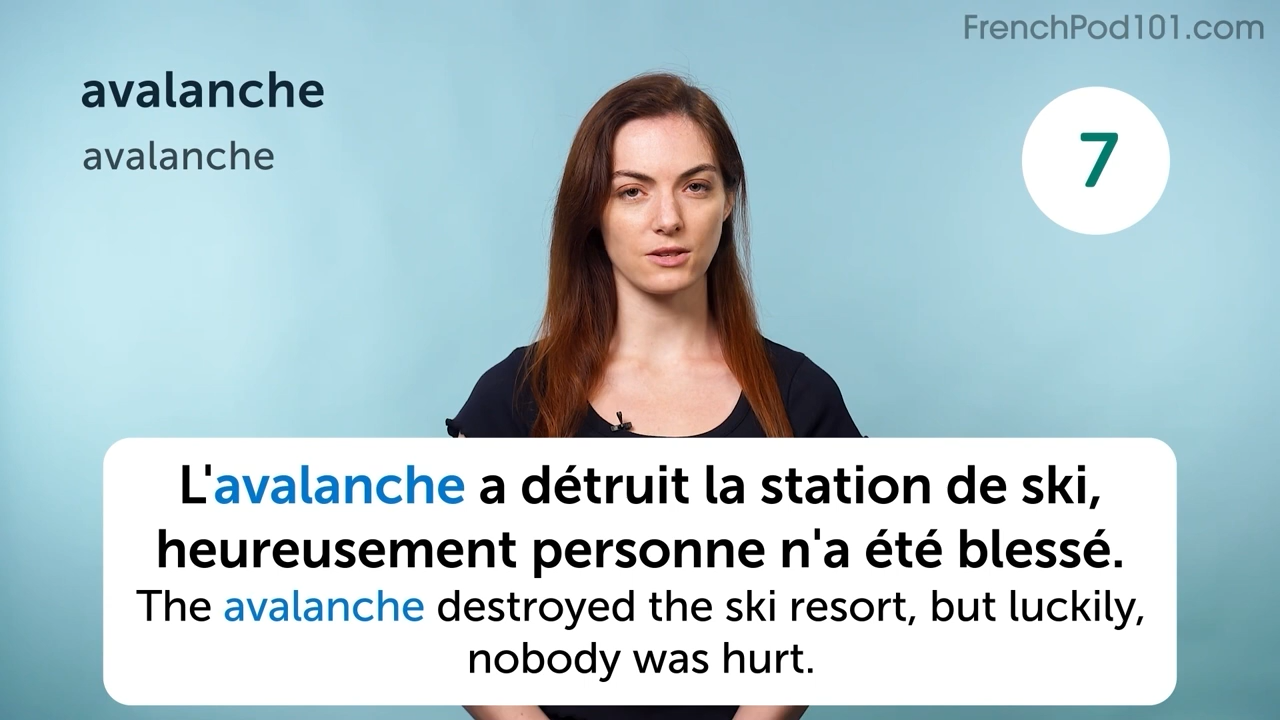 FrenchPod101.com
avalanche
avalanche
7
L'avalanche a détruit la station de ski,
heureusement personne n'a été blessé.
The avalanche destroyed the ski resort, but luckily,
nobody was hurt.